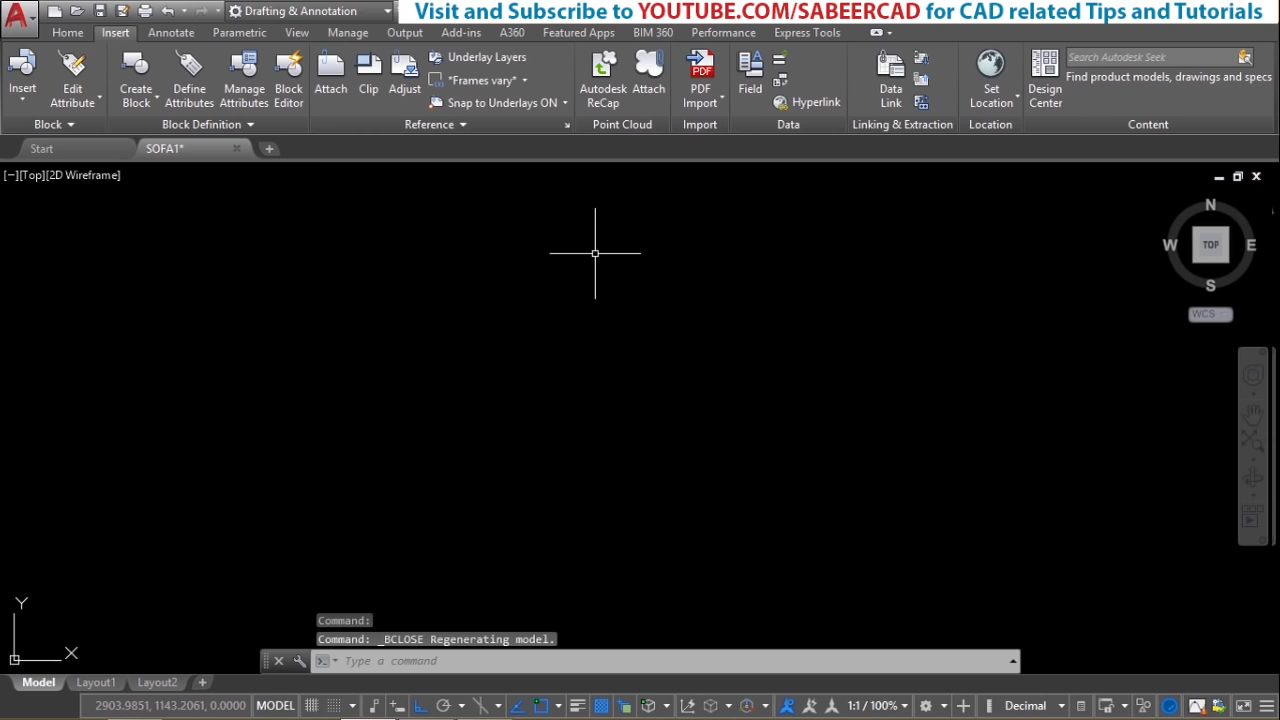 Drafting & Annotation
Visit and Subscribe to YOUTUBE.COM/SABEERCAD for CAD related Tips and Tutorials
Home Insert Annotate Parametric View Manage Output Add-ins A360 Featured Apps BIM 360 Performance Express Tools
Insert
Edit Attribute
Create Block
Define Attributes
Manage Attributes
Block Editor
Attach
Clip
Adjust
Underlay Layers
*Frames vary*
Snap to Underlays ON
Autodesk ReCap
Attach
PDF Import
Field
Hyperlink
Data Link
Set Location
Design Center
Search Autodesk Seek
Find product models, drawings and specs
Block Block Definition Reference Point Cloud Import Data Linking & Extraction Location Content
Start SOFA1*
[−][Top][2D Wireframe]
N
W TOP E
S
WCS
Y
X
Command:
Command: _BCLOSE Regenerating model.
Type a command
Model Layout1 Layout2
2903.9851, 1143.2061, 0.0000 MODEL 1:1 / 100% Decimal